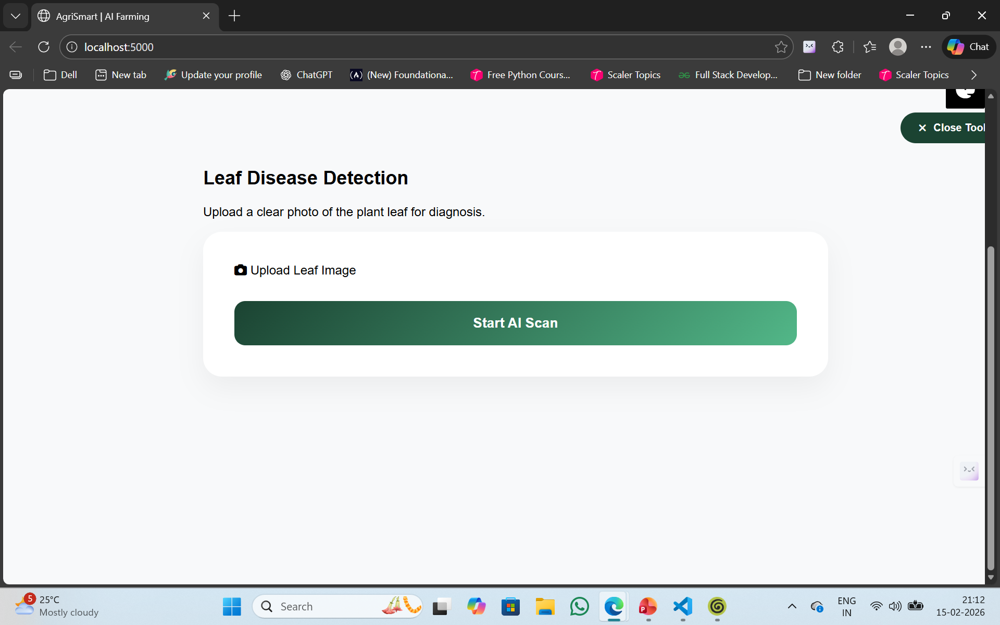 AgriSmart | AI Farming
localhost:5000
Chat
Dell
New tab
Update your profile
ChatGPT
(New) Foundationa...
Free Python Cours...
Scaler Topics
Full Stack Develop...
New folder
Scaler Topics
Close Tool
Leaf Disease Detection
Upload a clear photo of the plant leaf for diagnosis.
Upload Leaf Image
Start AI Scan
5
25°C
Mostly cloudy
Search
ENG
IN
21:12
15-02-2026